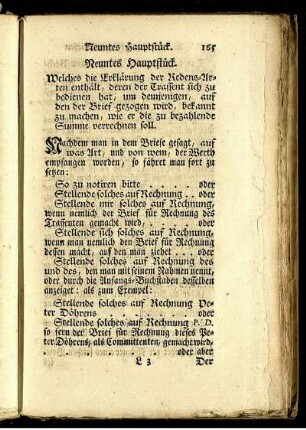 Neuntes Hauptstück. 165
Neuntes Hauptstück.
Welches die Erklärung der Redens-Ar-
ten enthält, deren der Trassent sich zu
bedienen hat, um demjenigen, auf
den der Brief gezogen wird, bekannt
zu machen, wie er die zu bezahlende
Summe verrechnen soll.
Nachdem man in dem Briefe gesagt, auf
was Art, und von wem, der Werth
empfangen worden, so fähret man fort zu
setzen:
So zu notiren bitte . . . . . oder
Stellende solches auf Rechnung . . oder
Stellende mir solches auf Rechnung,
wenn nemlich der Brief für Rechnung des
Trassenten gemacht wird, . . . . oder
Stellende sich solches auf Rechnung,
wenn man nemlich den Brief für Rechnung
dessen macht, auf den man ziehet . . . oder
Stellende solches auf Rechnung des
und des, den man mit seinem Nahmen nennt,
oder durch die Anfangs-Buchstaben desselben
anzeiget: als zum Exempel:
Stellende solches auf Rechnung Pe-
ter Döhrens . . . . . oder
Stellende solches auf Rechnung P. D.
so fern der Brief für Rechnung dieses Pe-
ter Döhrens, als Committenten, gemacht wird,
. . . . . . . . oder aber
L 3 Der